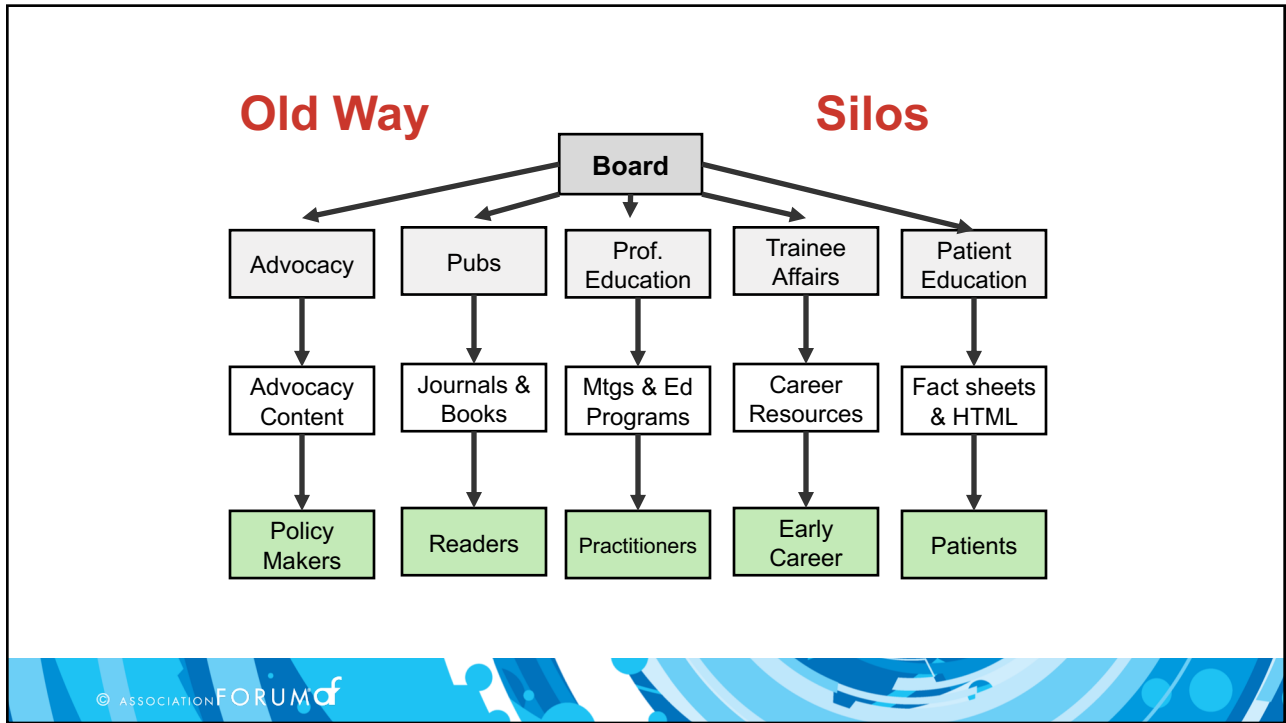 Old Way
Silos
Board
Advocacy
Pubs
Prof.
Education
Trainee
Affairs
Patient
Education
Advocacy
Content
Journals &
Books
Mtgs & Ed
Programs
Career
Resources
Fact sheets
& HTML
Policy
Makers
Readers
Practitioners
Early
Career
Patients
© ASSOCIATION FORUM af